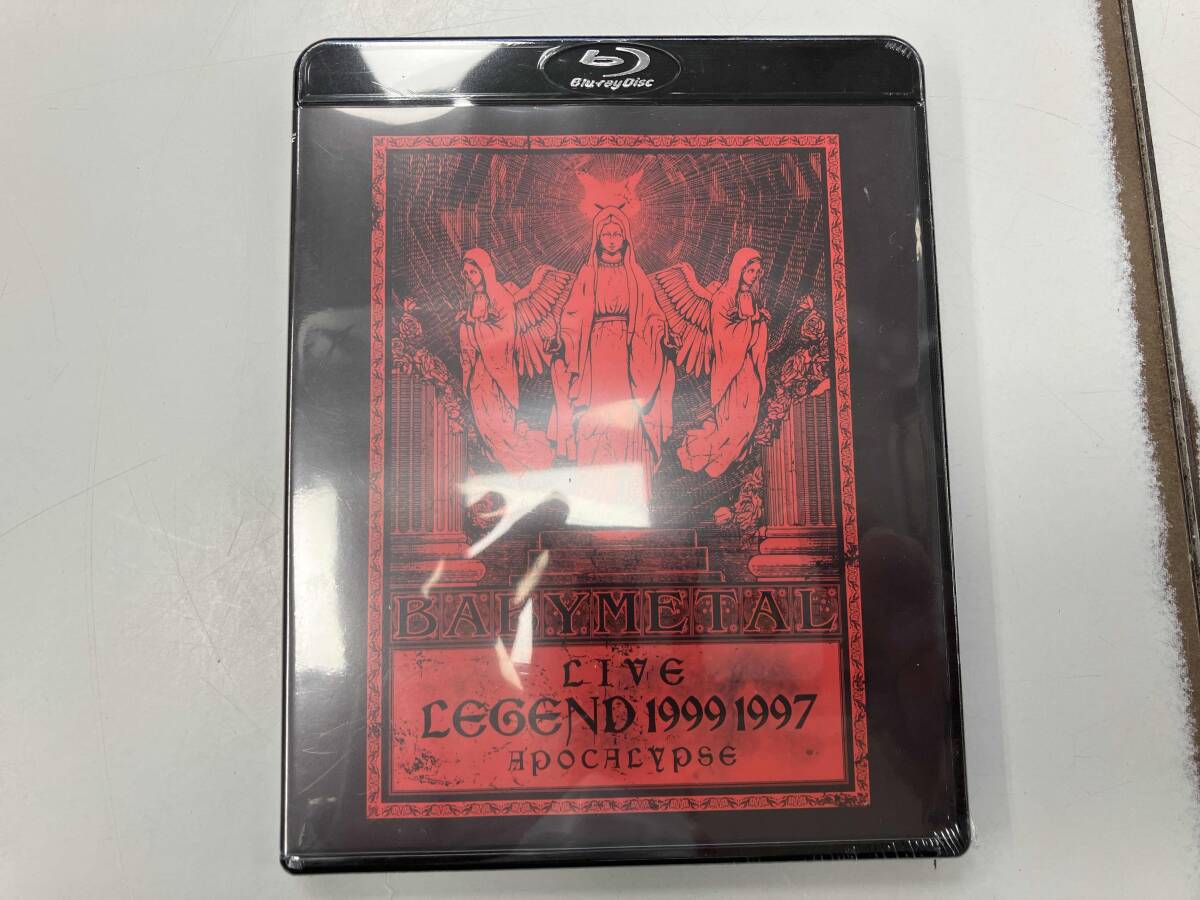 Blu-ray Disc
BABYMETAL
LIVE
LEGEND 1999 1997
APOCALYPSE